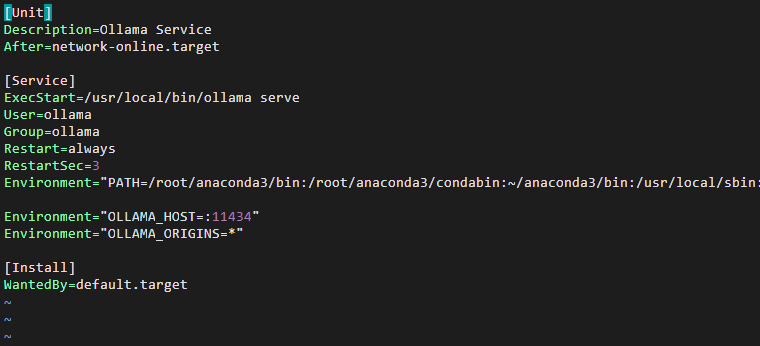 [Unit]
Description=Ollama Service
After=network-online.target
[Service]
ExecStart=/usr/local/bin/ollama serve
User=ollama
Group=ollama
Restart=always
RestartSec=3
Environment="PATH=/root/anaconda3/bin:/root/anaconda3/condabin:~/anaconda3/bin:/usr/local/sbin:
Environment="OLLAMA_HOST=:11434"
Environment="OLLAMA_ORIGINS=*"
[Install]
WantedBy=default.target
~
~
~